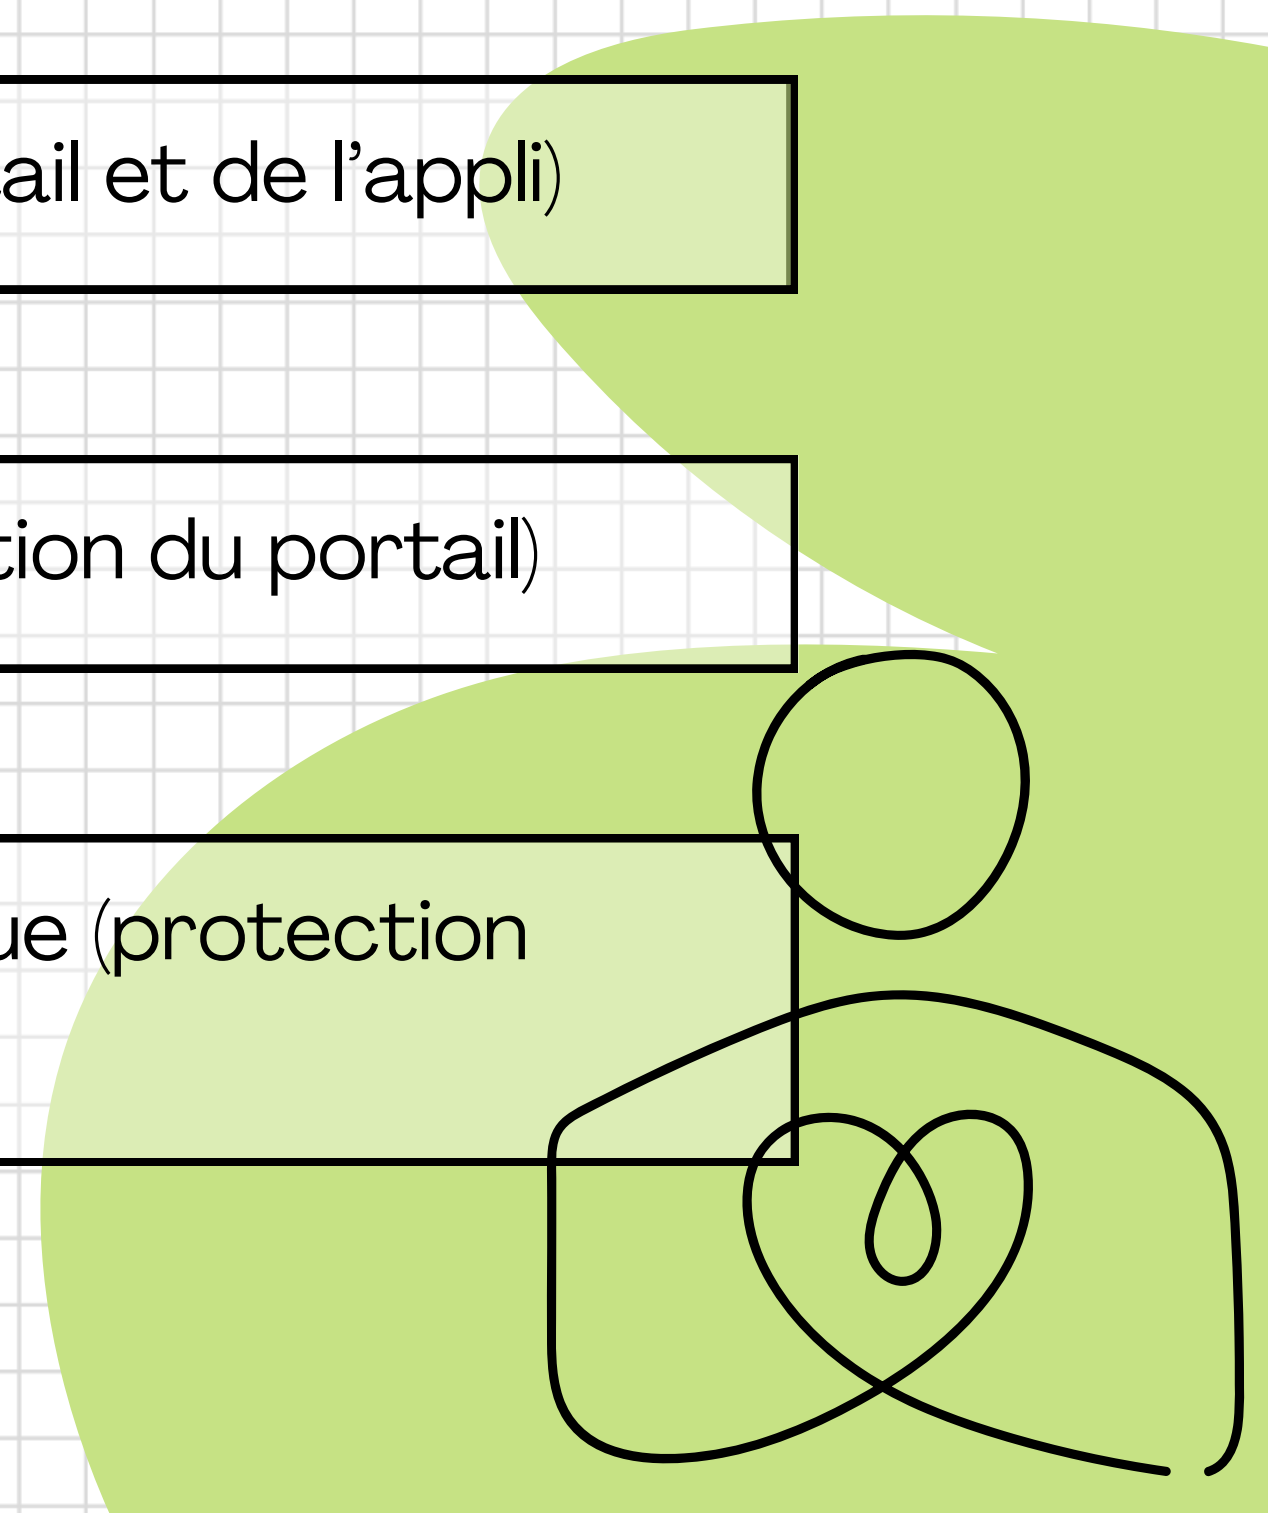 ail et de l’appli)
tion du portail)
ue (protection